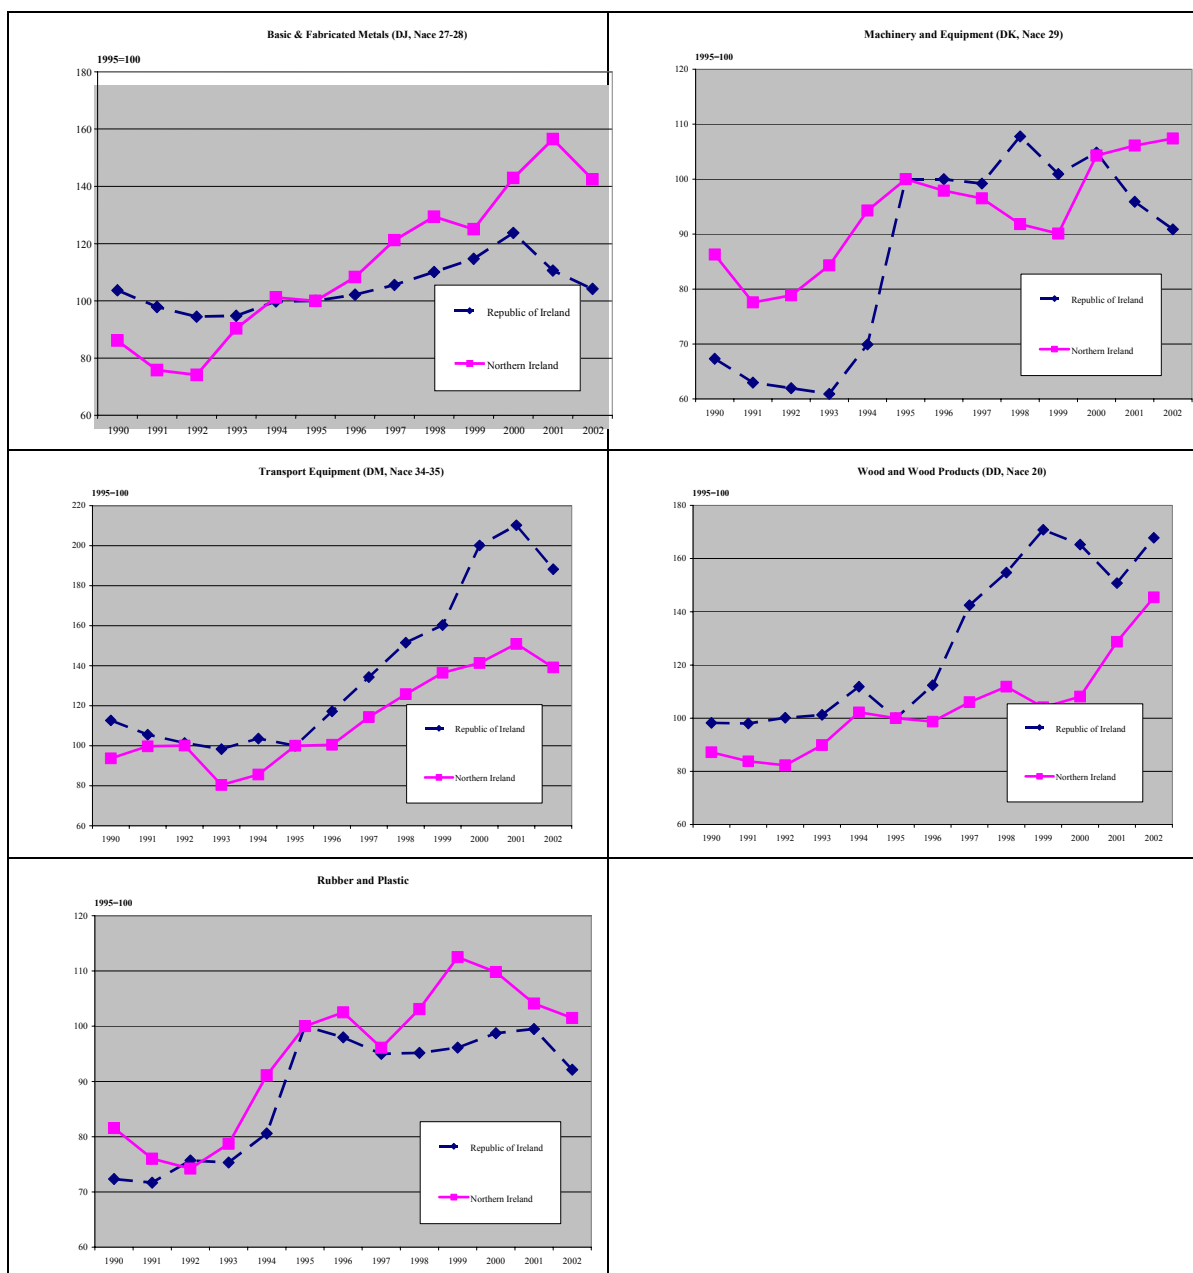 Basic & Fabricated Metals (DJ, Nace 27-28)
1995=100
180
160
140
120
100
80
60
1990 1991 1992 1993 1994 1995 1996 1997 1998 1999 2000 2001 2002
Republic of Ireland
Northern Ireland
Machinery and Equipment (DK, Nace 29)
1995=100
120
110
100
90
80
70
60
1990 1991 1992 1993 1994 1995 1996 1997 1998 1999 2000 2001 2002
Republic of Ireland
Northern Ireland
Transport Equipment (DM, Nace 34-35)
1995=100
220
200
180
160
140
120
100
80
60
1990 1991 1992 1993 1994 1995 1996 1997 1998 1999 2000 2001 2002
Republic of Ireland
Northern Ireland
Wood and Wood Products (DD, Nace 20)
1995=100
180
160
140
120
100
80
60
1990 1991 1992 1993 1994 1995 1996 1997 1998 1999 2000 2001 2002
Republic of Ireland
Northern Ireland
Rubber and Plastic
1995=100
120
110
100
90
80
70
60
1990 1991 1992 1993 1994 1995 1996 1997 1998 1999 2000 2001 2002
Republic of Ireland
Northern Ireland